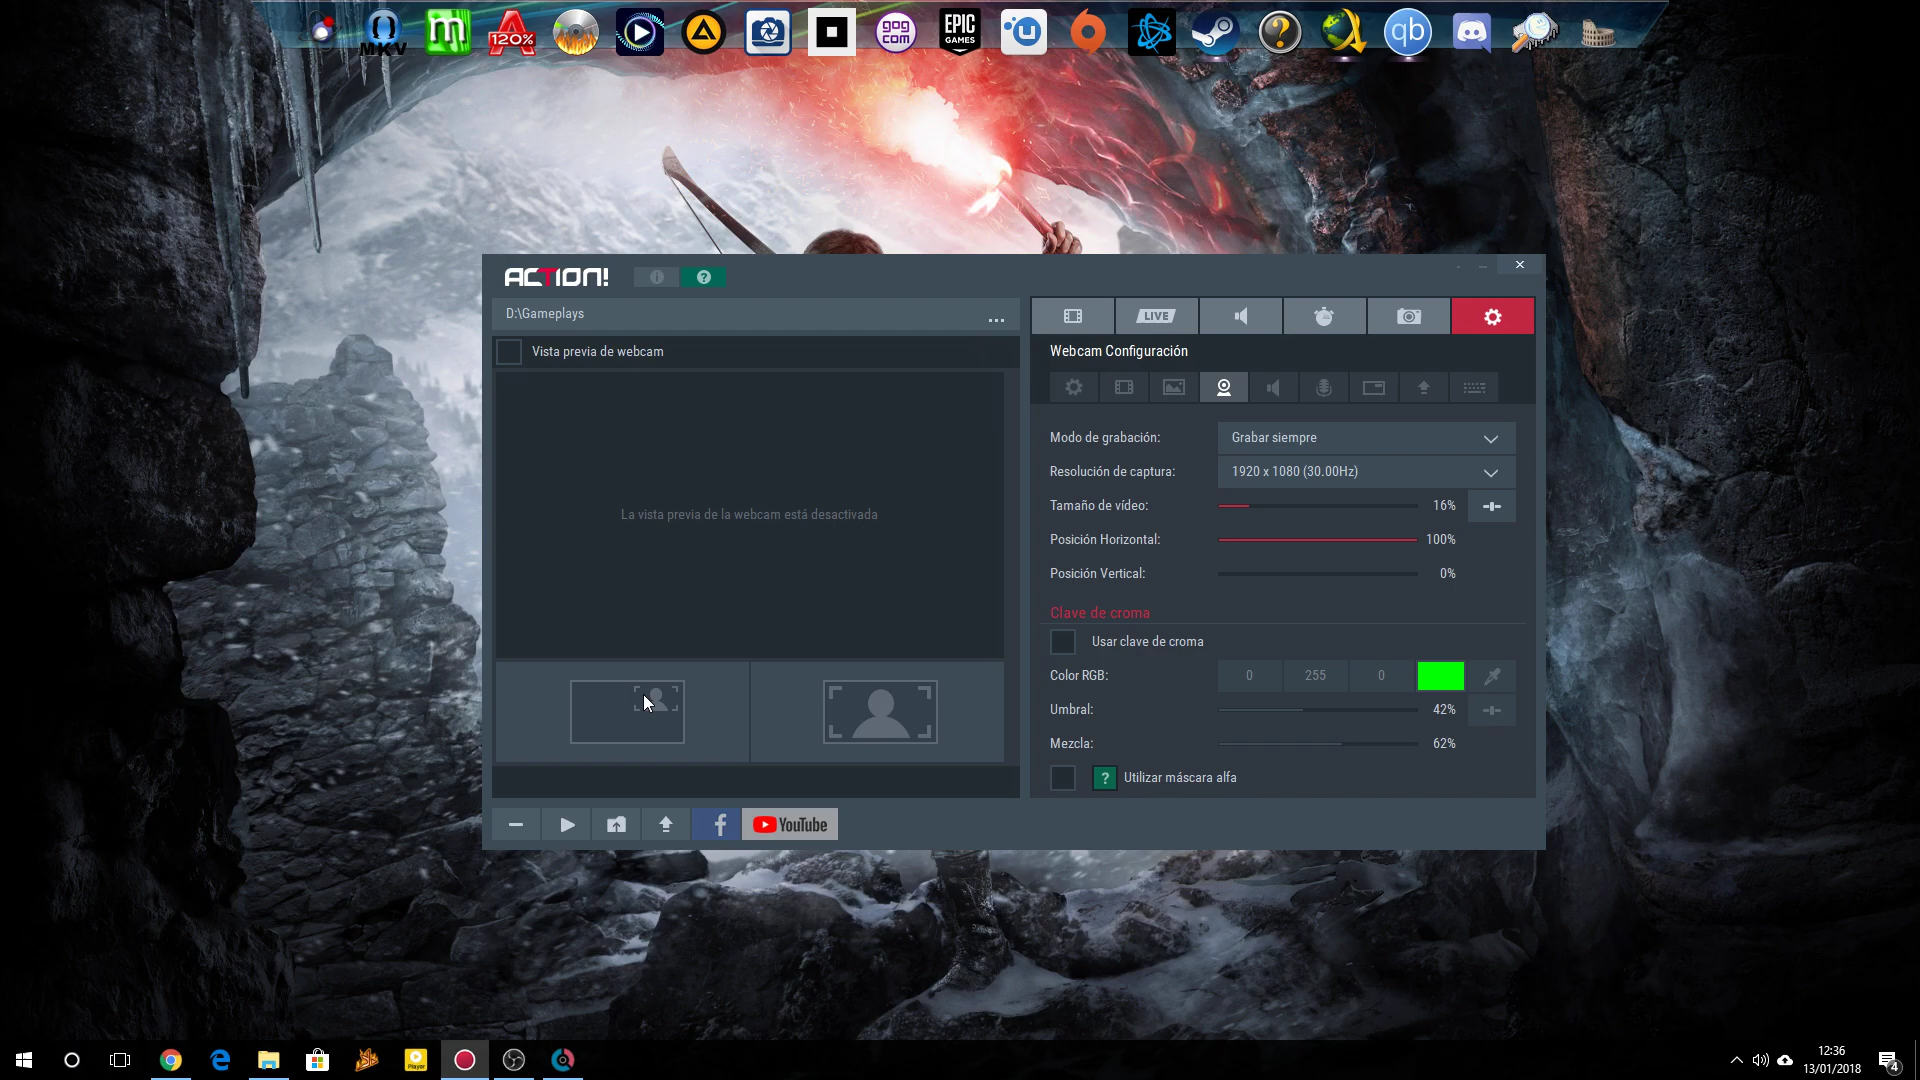 MKV
120%
gog
com
EPIC
GAMES
qb
ACTION!
?
D:\Gameplays
...
LIVE
Vista previa de webcam
Webcam Configuración
Modo de grabación:
Grabar siempre
Resolución de captura:
1920 x 1080 (30.00Hz)
Tamaño de vídeo:
16%
Posición Horizontal:
100%
Posición Vertical:
0%
La vista previa de la webcam está desactivada
Clave de croma
Usar clave de croma
Color RGB:
0
255
0
Umbral:
42%
Mezcla:
62%
? Utilizar máscara alfa
YouTube
Player
12:36
13/01/2018
4